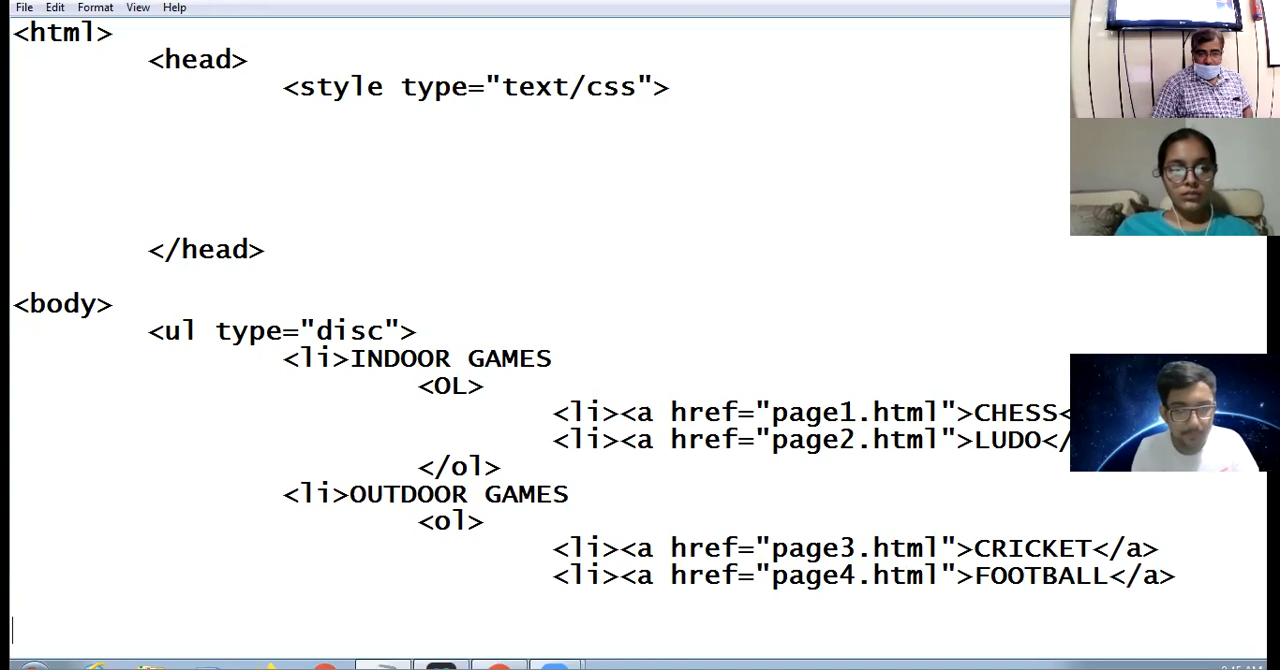 File Edit Format View Help
<html>
<head>
<style type="text/css">
</head>
<body>
<ul type="disc">
<li>INDOOR GAMES
<OL>
<li><a href="page1.html">CHESS<
<li><a href="page2.html">LUDO</
</ol>
<li>OUTDOOR GAMES
<ol>
<li><a href="page3.html">CRICKET</a>
<li><a href="page4.html">FOOTBALL</a>